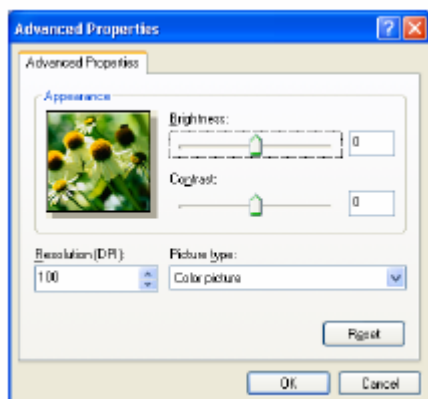 Advanced Properties
Advanced Properties
Appearance
Brightness:
0
Contrast:
0
Resolution (DPI):
Picture type:
100
Color picture
Reset
OK
Cancel